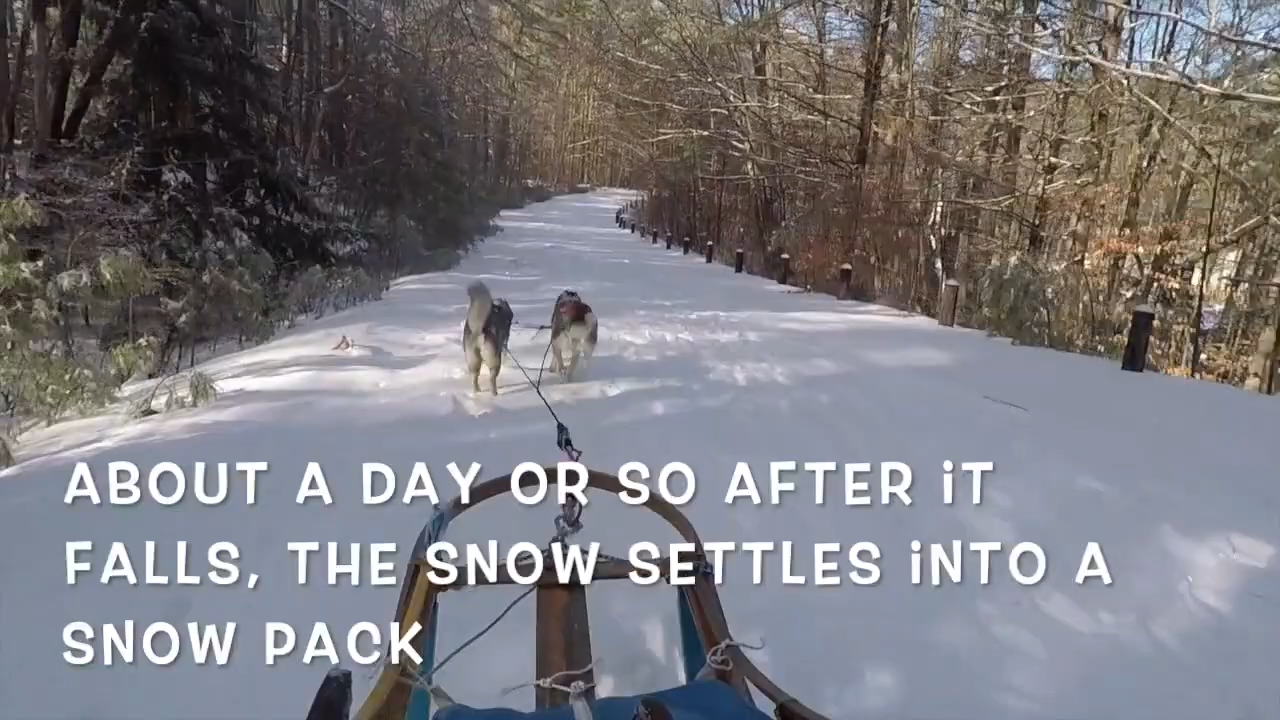 ABOUT A DAY OR SO AFTER iT
FALLS, THE SNOW SETTLES iNTO A
SNOW PACK